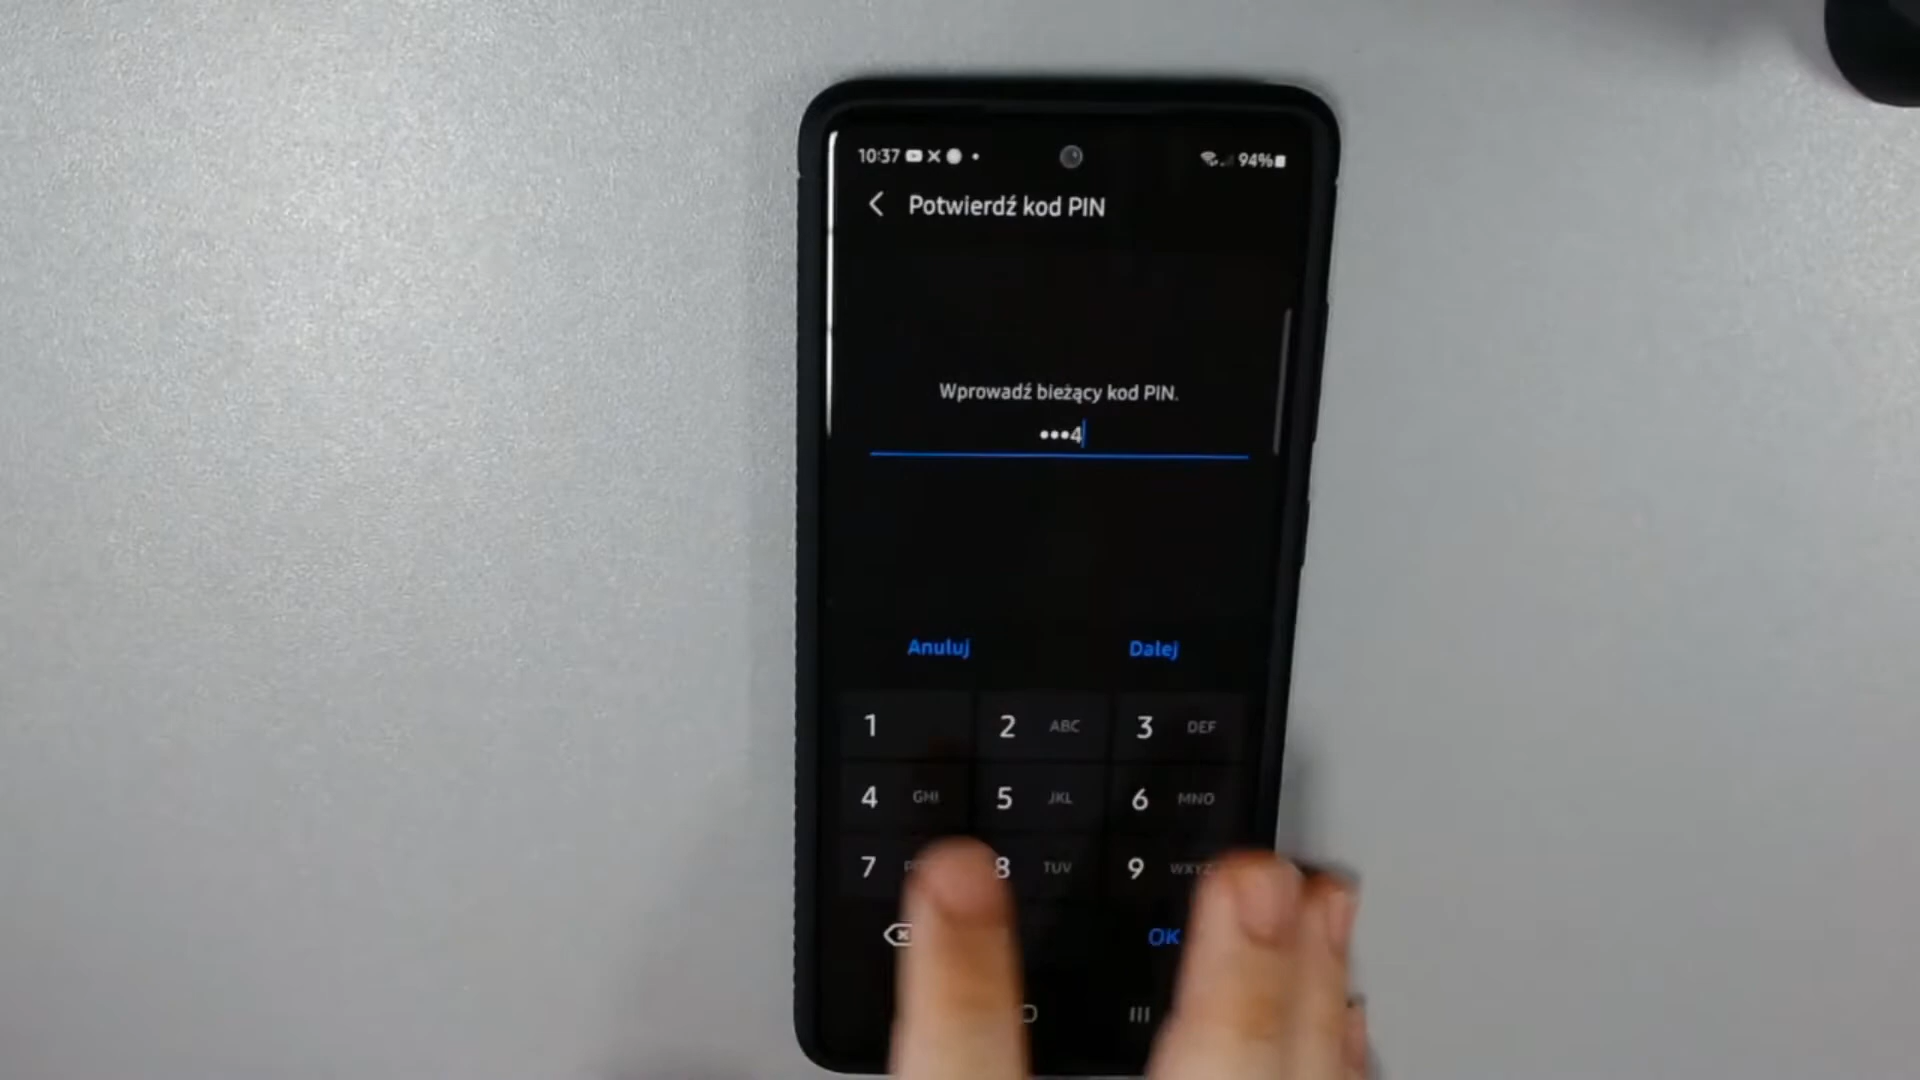 10:37
94%
Potwierdź kod PIN
Wprowadź bieżący kod PIN.
•••4
Anuluj Dalej
1 2 ABC 3 DEF
4 GHI 5 JKL 6 MNO
7 8 TUV 9 WXYZ
OK